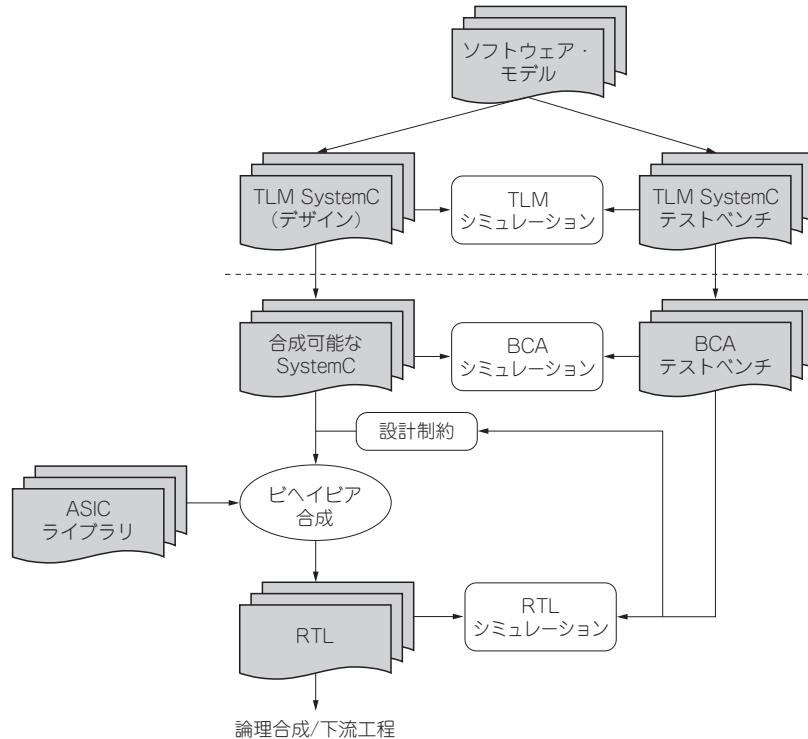 ソフトウェア・
モデル
TLM SystemC
（デザイン）
TLM
シミュレーション
TLM SystemC
テストベンチ
合成可能な
SystemC
BCA
シミュレーション
BCA
テストベンチ
設計制約
ASIC
ライブラリ
ビヘイビア
合成
RTL
RTL
シミュレーション
論理合成/下流工程